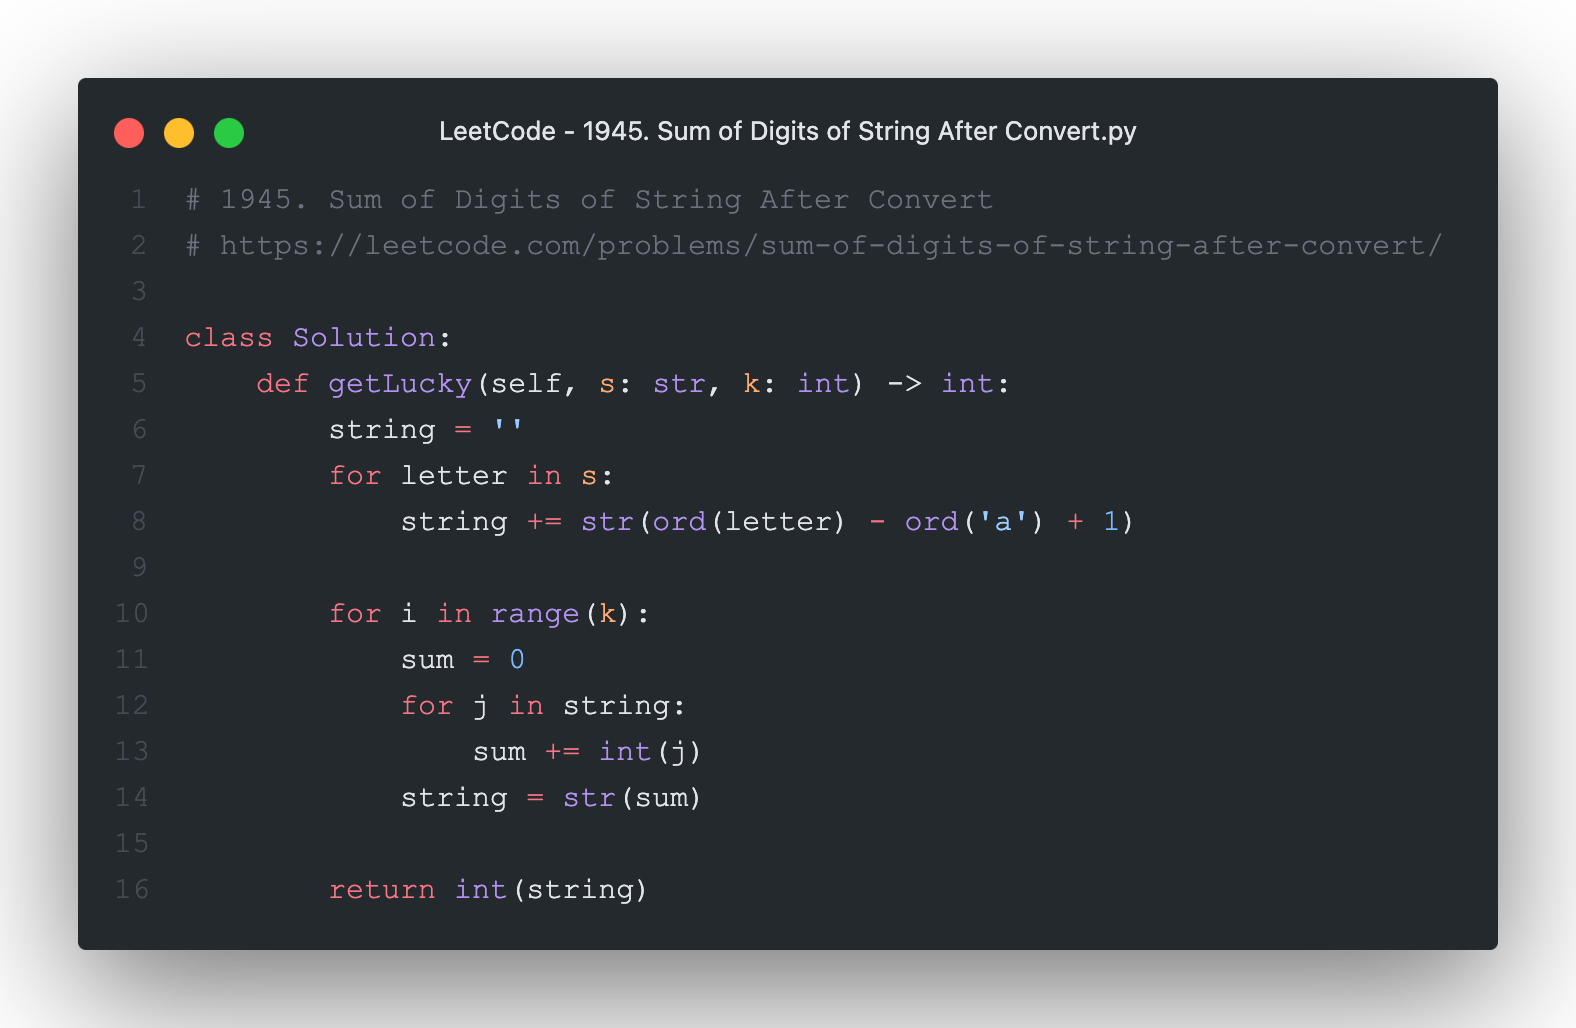 LeetCode - 1945. Sum of Digits of String After Convert.py
1 # 1945. Sum of Digits of String After Convert
2 # https://leetcode.com/problems/sum-of-digits-of-string-after-convert/
3
4 class Solution:
5     def getLucky(self, s: str, k: int) -> int:
6         string = ''
7         for letter in s:
8             string += str(ord(letter) - ord('a') + 1)
9
10         for i in range(k):
11             sum = 0
12             for j in string:
13                 sum += int(j)
14             string = str(sum)
15
16         return int(string)